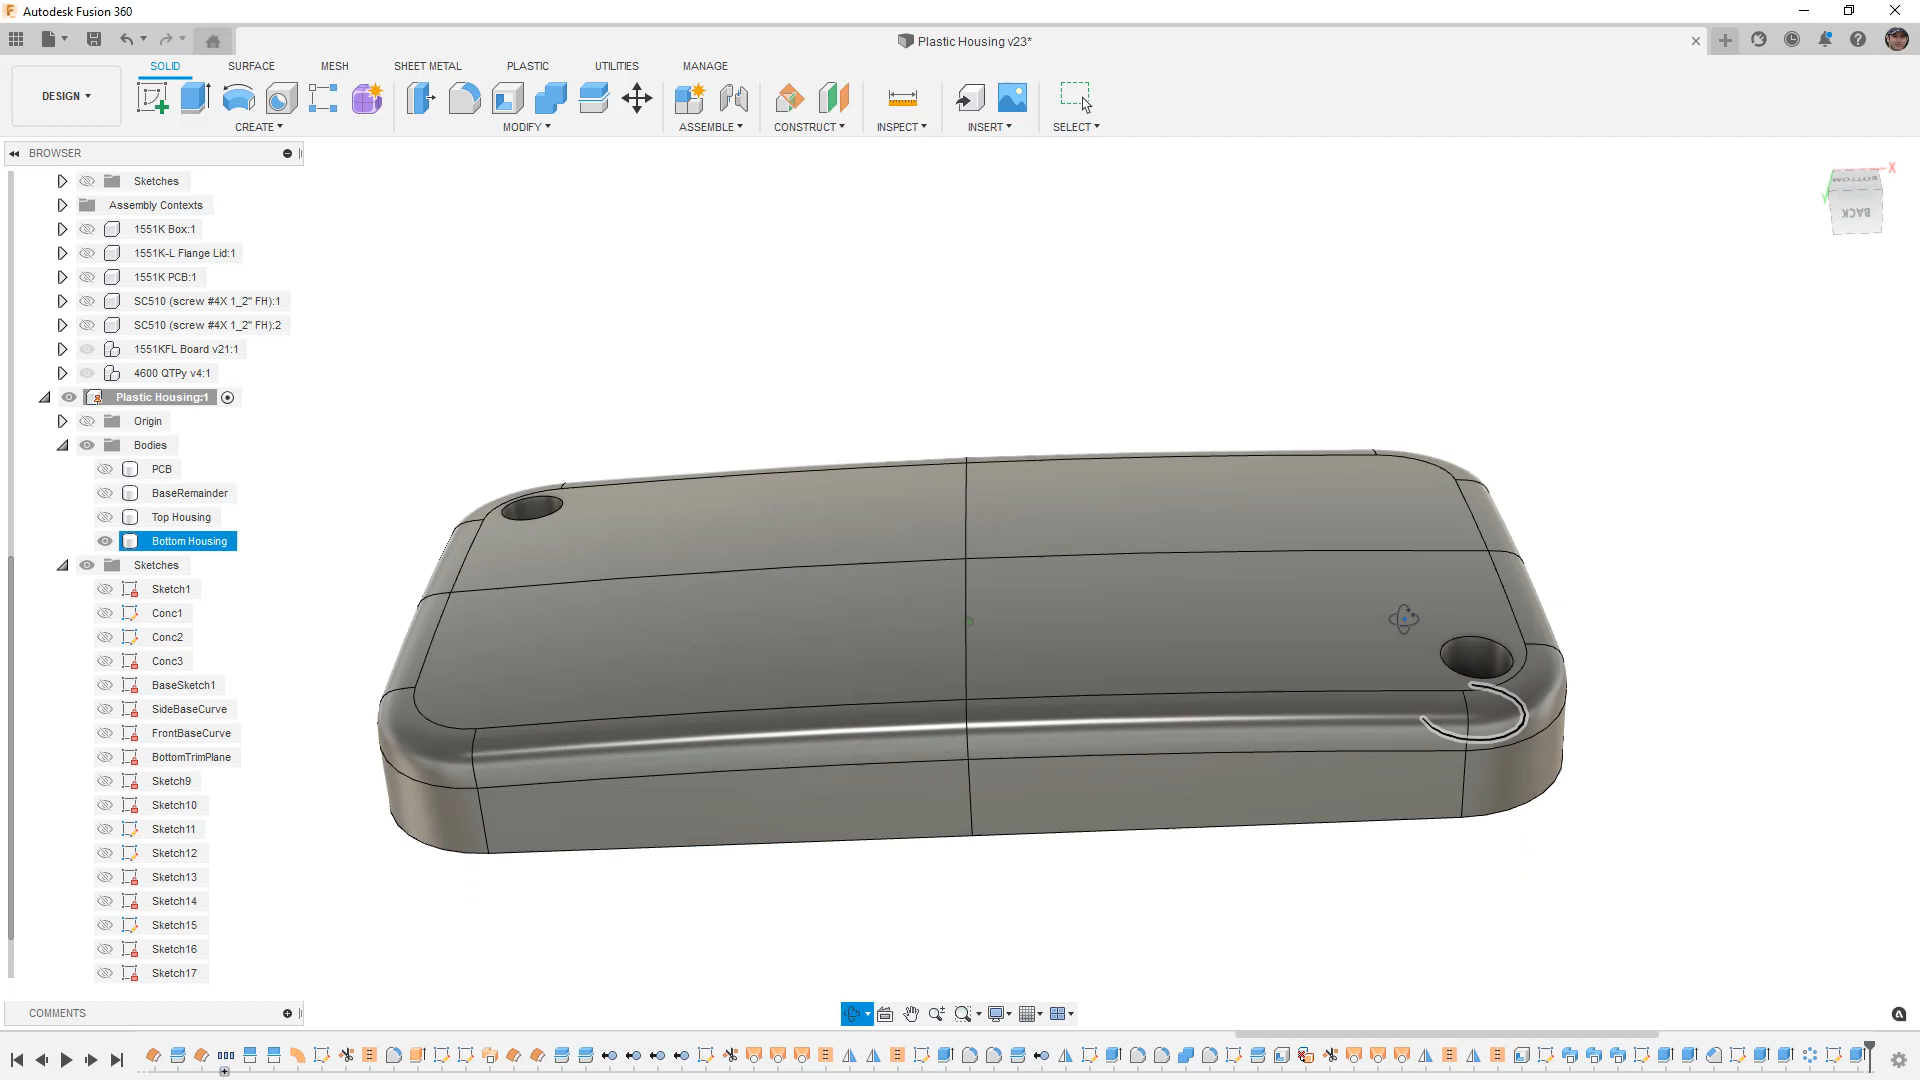 Autodesk Fusion 360
Plastic Housing v23*
SOLID
SURFACE
MESH
SHEET METAL
PLASTIC
UTILITIES
MANAGE
DESIGN
CREATE
MODIFY
ASSEMBLE
CONSTRUCT
INSPECT
INSERT
SELECT
BROWSER
Sketches
Assembly Contexts
1551K Box:1
1551K-L Flange Lid:1
1551K PCB:1
SC510 (screw #4X 1_2" FH):1
SC510 (screw #4X 1_2" FH):2
1551KFL Board v21:1
4600 QTPy v4:1
Plastic Housing:1
Origin
Bodies
PCB
BaseRemainder
Top Housing
Bottom Housing
Sketches
Sketch1
Conc1
Conc2
Conc3
BaseSketch1
SideBaseCurve
FrontBaseCurve
BottomTrimPlane
Sketch9
Sketch10
Sketch11
Sketch12
Sketch13
Sketch14
Sketch15
Sketch16
Sketch17
COMMENTS
X
Y
BOTTOM
BACK